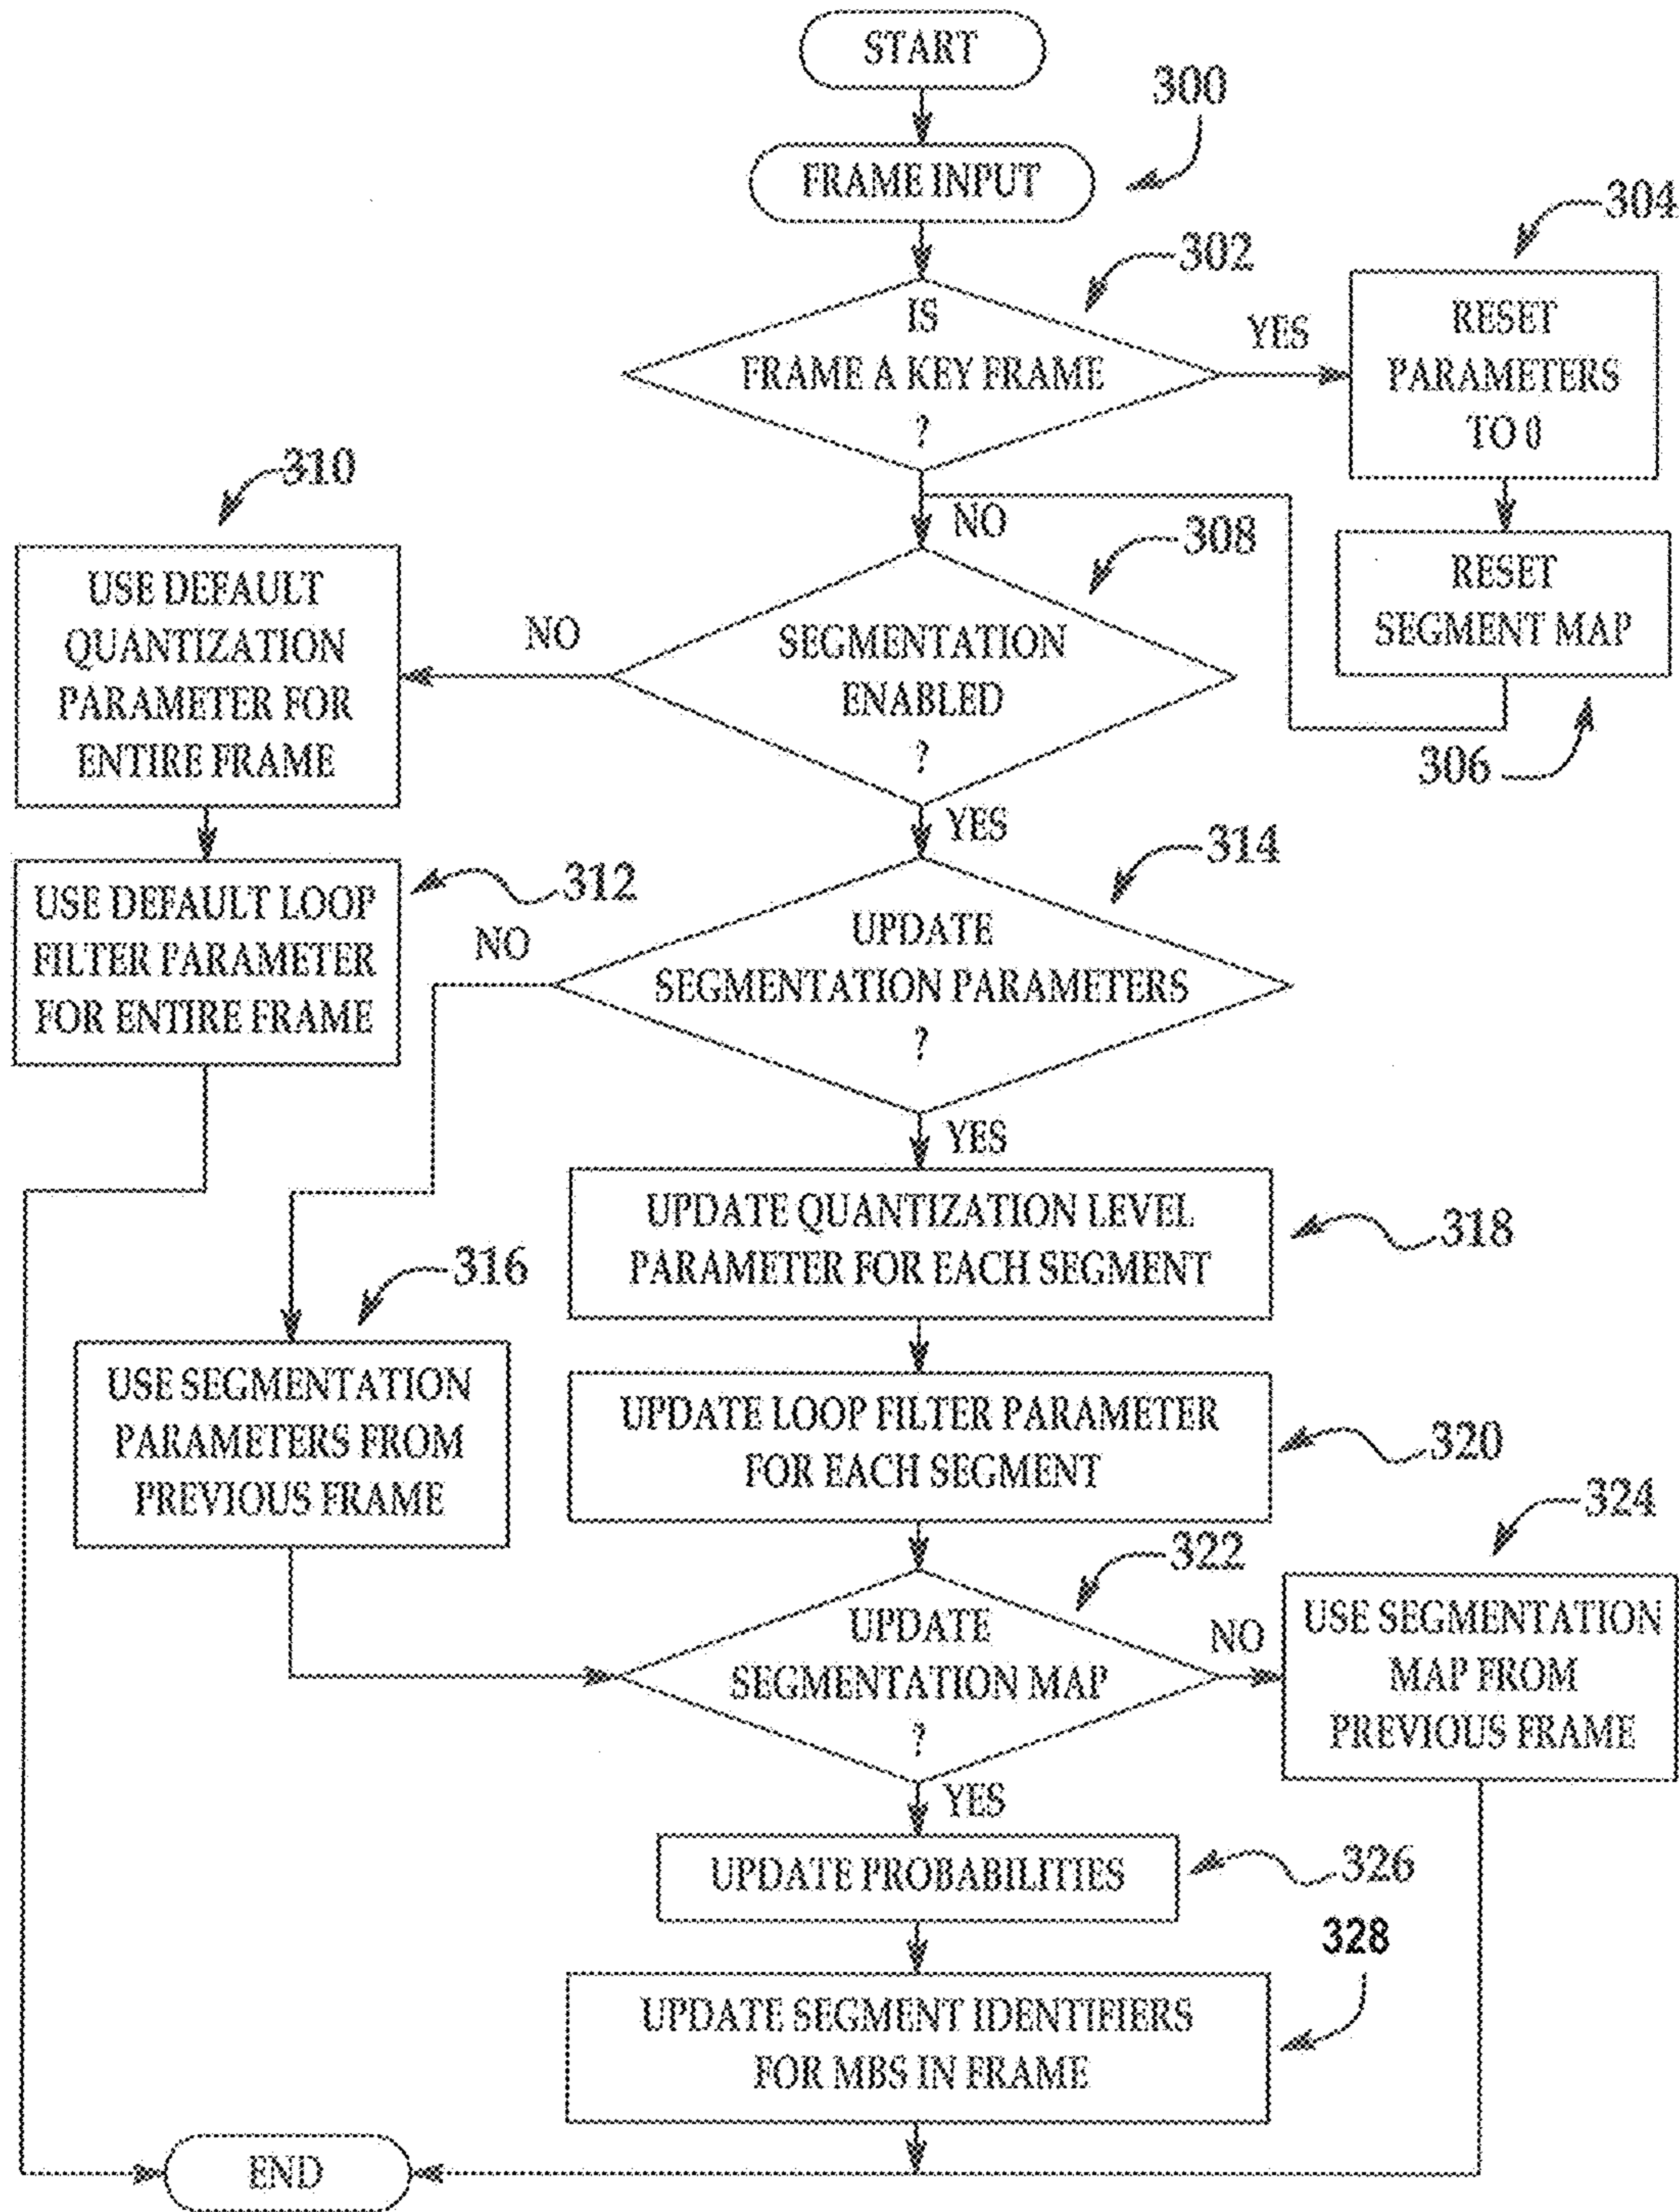 START
300
FRAME INPUT
304
302
IS
FRAME A KEY FRAME
?
YES
RESET
PARAMETERS
TO 0
310
NO
308
RESET
SEGMENT MAP
USE DEFAULT
QUANTIZATION
PARAMETER FOR
ENTIRE FRAME
NO
SEGMENTATION
ENABLED
?
306
YES
314
312
USE DEFAULT LOOP
FILTER PARAMETER
FOR ENTIRE FRAME
NO
UPDATE
SEGMENTATION PARAMETERS
?
YES
UPDATE QUANTIZATION LEVEL
PARAMETER FOR EACH SEGMENT
318
316
USE SEGMENTATION
PARAMETERS FROM
PREVIOUS FRAME
UPDATE LOOP FILTER PARAMETER
FOR EACH SEGMENT
320
324
322
UPDATE
SEGMENTATION MAP
?
NO
USE SEGMENTATION
MAP FROM
PREVIOUS FRAME
YES
UPDATE PROBABILITIES
326
328
UPDATE SEGMENT IDENTIFIERS
FOR MBS IN FRAME
END